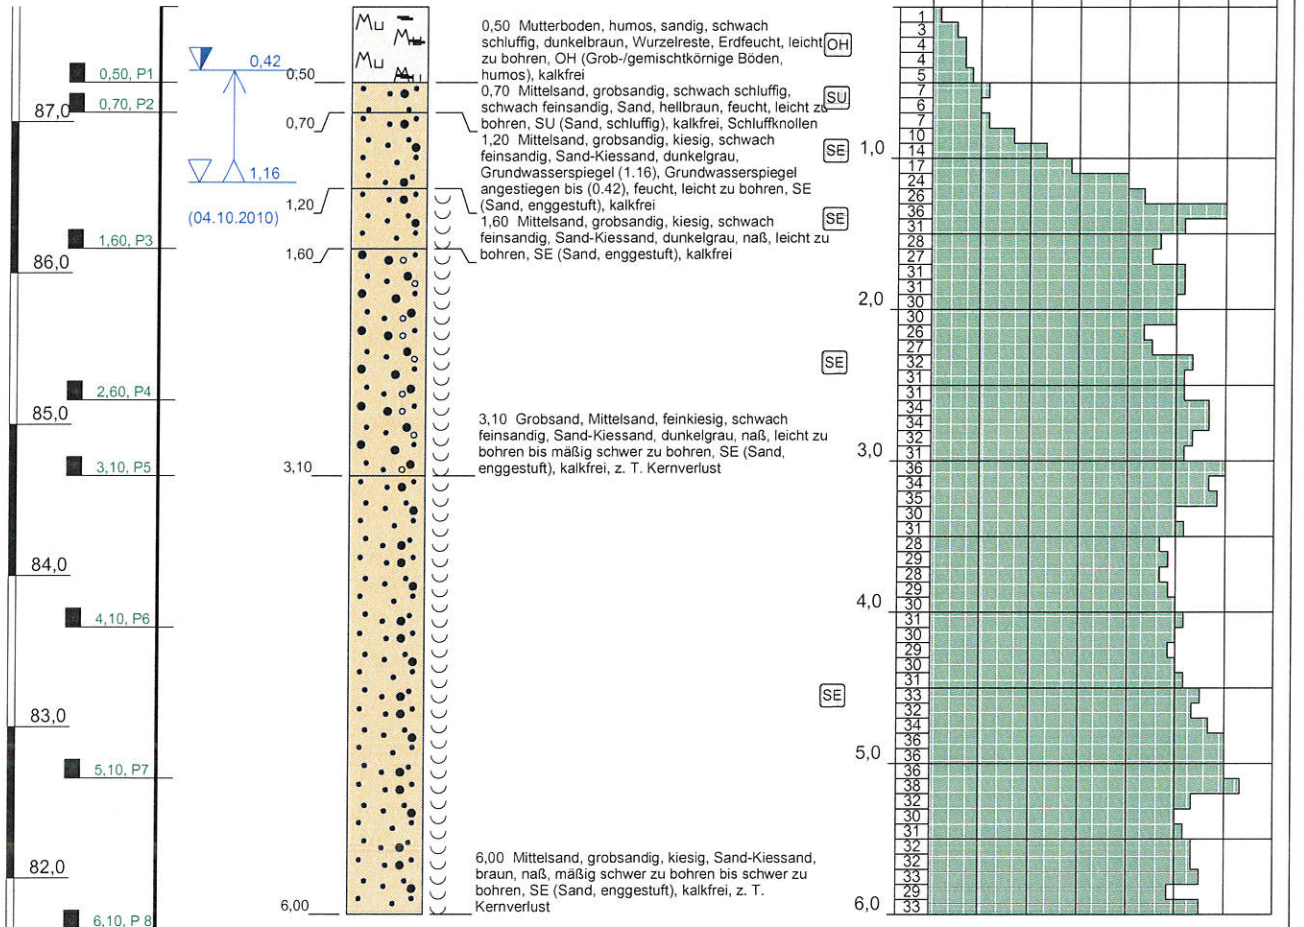 87,0
86,0
85,0
84,0
83,0
82,0
0,50, P1
0,70, P2
1,60, P3
2,60, P4
3,10, P5
4,10, P6
5,10, P7
6,10, P 8
0,42
1,16
(04.10.2010)
0,50
0,70
1,20
1,60
3,10
6,00
Mu
Mu
0,50 Mutterboden, humos, sandig, schwach
schluffig, dunkelbraun, Wurzelreste, Erdfeucht, leicht
zu bohren, OH (Grob-/gemischtkörnige Böden,
humos), kalkfrei
OH
0,70 Mittelsand, grobsandig, schwach schluffig,
schwach feinsandig, Sand, hellbraun, feucht, leicht zu
bohren, SU (Sand, schluffig), kalkfrei, Schluffknollen
SU
1,20 Mittelsand, grobsandig, kiesig, schwach
feinsandig, Sand-Kiessand, dunkelgrau,
Grundwasserspiegel (1.16), Grundwasserspiegel
angestiegen bis (0.42), feucht, leicht zu bohren, SE
(Sand, enggestuft), kalkfrei
SE
1,60 Mittelsand, grobsandig, kiesig, schwach
feinsandig, Sand-Kiessand, dunkelgrau, naß, leicht zu
bohren, SE (Sand, enggestuft), kalkfrei
SE
SE
3,10 Grobsand, Mittelsand, feinkiesig, schwach
feinsandig, Sand-Kiessand, dunkelgrau, naß, leicht zu
bohren bis mäßig schwer zu bohren, SE (Sand,
enggestuft), kalkfrei, z. T. Kernverlust
SE
6,00 Mittelsand, grobsandig, kiesig, Sand-Kiessand,
braun, naß, mäßig schwer zu bohren bis schwer zu
bohren, SE (Sand, enggestuft), kalkfrei, z. T.
Kernverlust
1,0
2,0
3,0
4,0
5,0
6,0
1
3
4
4
5
7
6
7
10
14
17
24
26
36
31
28
27
31
31
30
30
26
27
32
31
31
34
34
32
31
36
34
35
30
31
28
29
28
29
30
31
30
29
30
31
33
32
34
36
36
36
38
32
30
31
32
32
33
29
33